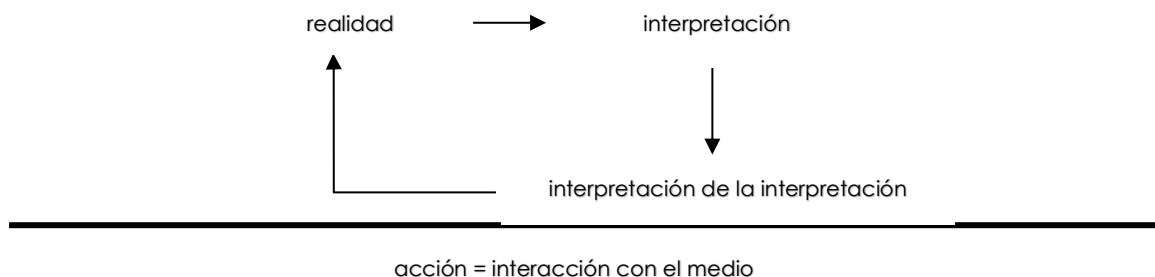 realidad interpretación
interpretación de la interpretación
acción = interacción con el medio